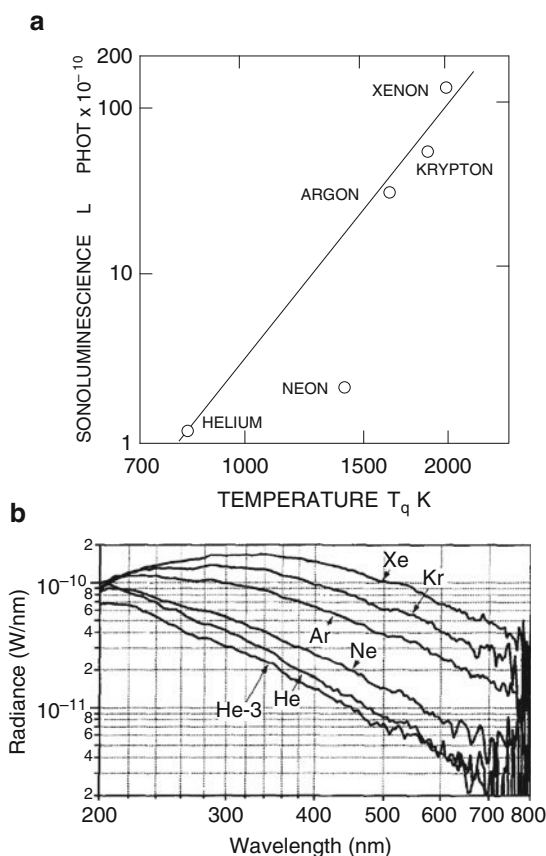 a
SONOLUMINESCIENCE L PHOT x 10⁻¹⁰
200
100
10
1
XENON
KRYPTON
ARGON
NEON
HELIUM
700 1000 1500 2000
TEMPERATURE T_q K
b
Radiance (W/nm)
2
10⁻¹⁰
8
6
4
2
10⁻¹¹
8
6
4
2
Xe
Kr
Ar
Ne
He
He-3
200 300 400 500 600 700 800
Wavelength (nm)